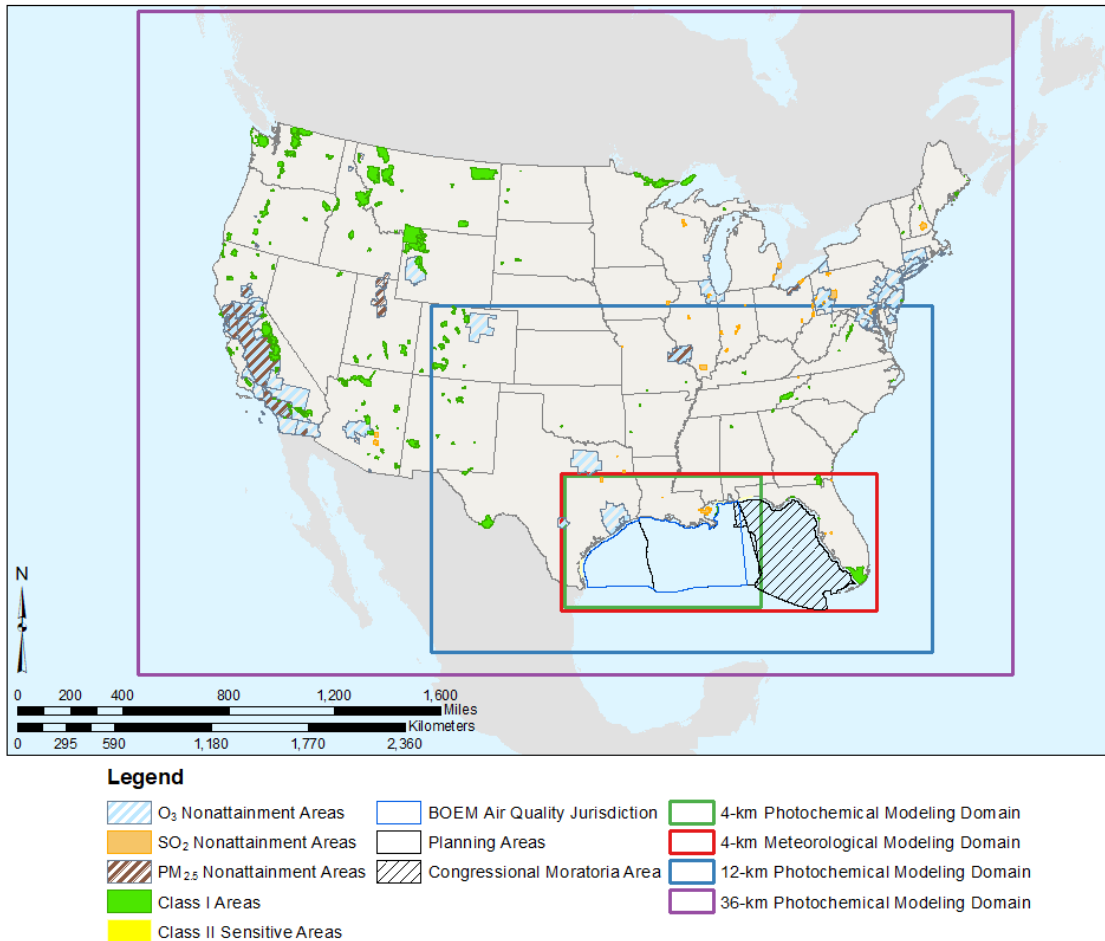 N
0 200 400 800 1,200 1,600
Miles
Kilometers
0 295 590 1,180 1,770 2,360
Legend
O₃ Nonattainment Areas
SO₂ Nonattainment Areas
PM₂.₅ Nonattainment Areas
Class I Areas
Class II Sensitive Areas
BOEM Air Quality Jurisdiction
Planning Areas
Congressional Moratoria Area
4-km Photochemical Modeling Domain
4-km Meteorological Modeling Domain
12-km Photochemical Modeling Domain
36-km Photochemical Modeling Domain